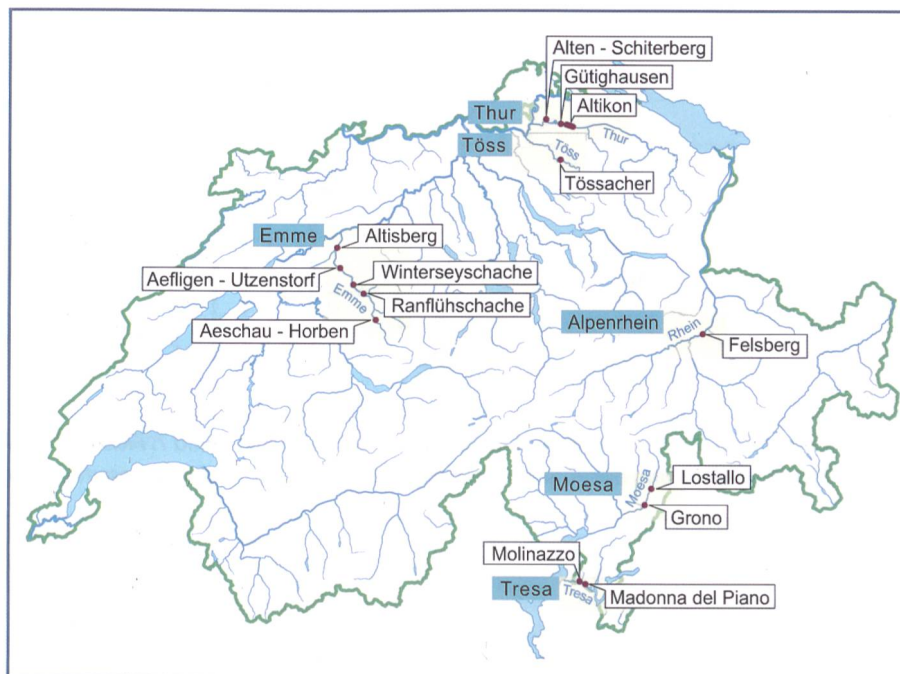 Alten - Schiterberg
Gütighausen
Altikon
Thur
Thur
Töss
Töss
Tössacher
Emme
Altisberg
Aefligen - Utzenstorf
Winterseyschache
Emme
Ranflühschache
Aeschau - Horben
Alpenrhein
Rhein
Felsberg
Moesa
Moesa
Lostallo
Grono
Molinazzo
Tresa
Tresa
Madonna del Piano